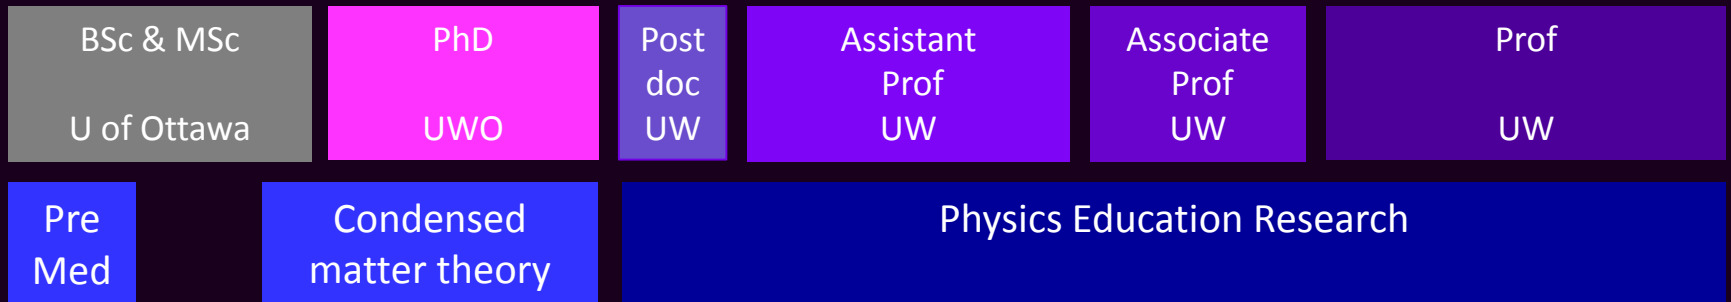 BSc & MSc
U of Ottawa
PhD
UWO
Post
doc
UW
Assistant
Prof
UW
Associate
Prof
UW
Prof
UW
Pre
Med
Condensed
matter theory
Physics Education Research